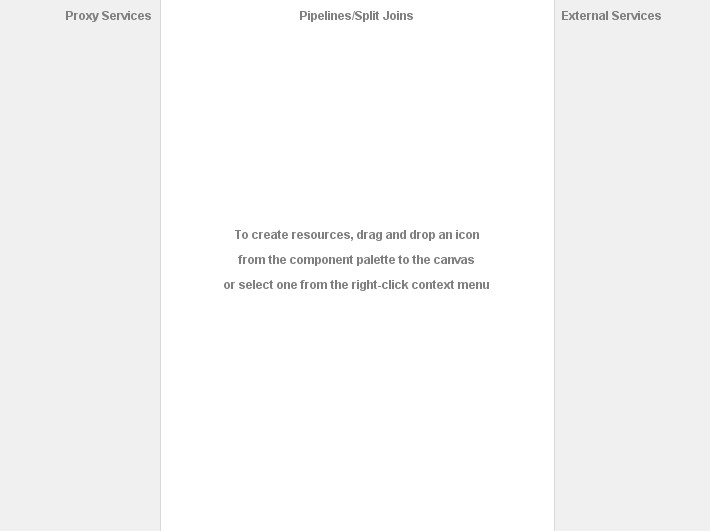 Proxy Services
Pipelines/Split Joins
External Services
To create resources, drag and drop an icon
from the component palette to the canvas
or select one from the right-click context menu